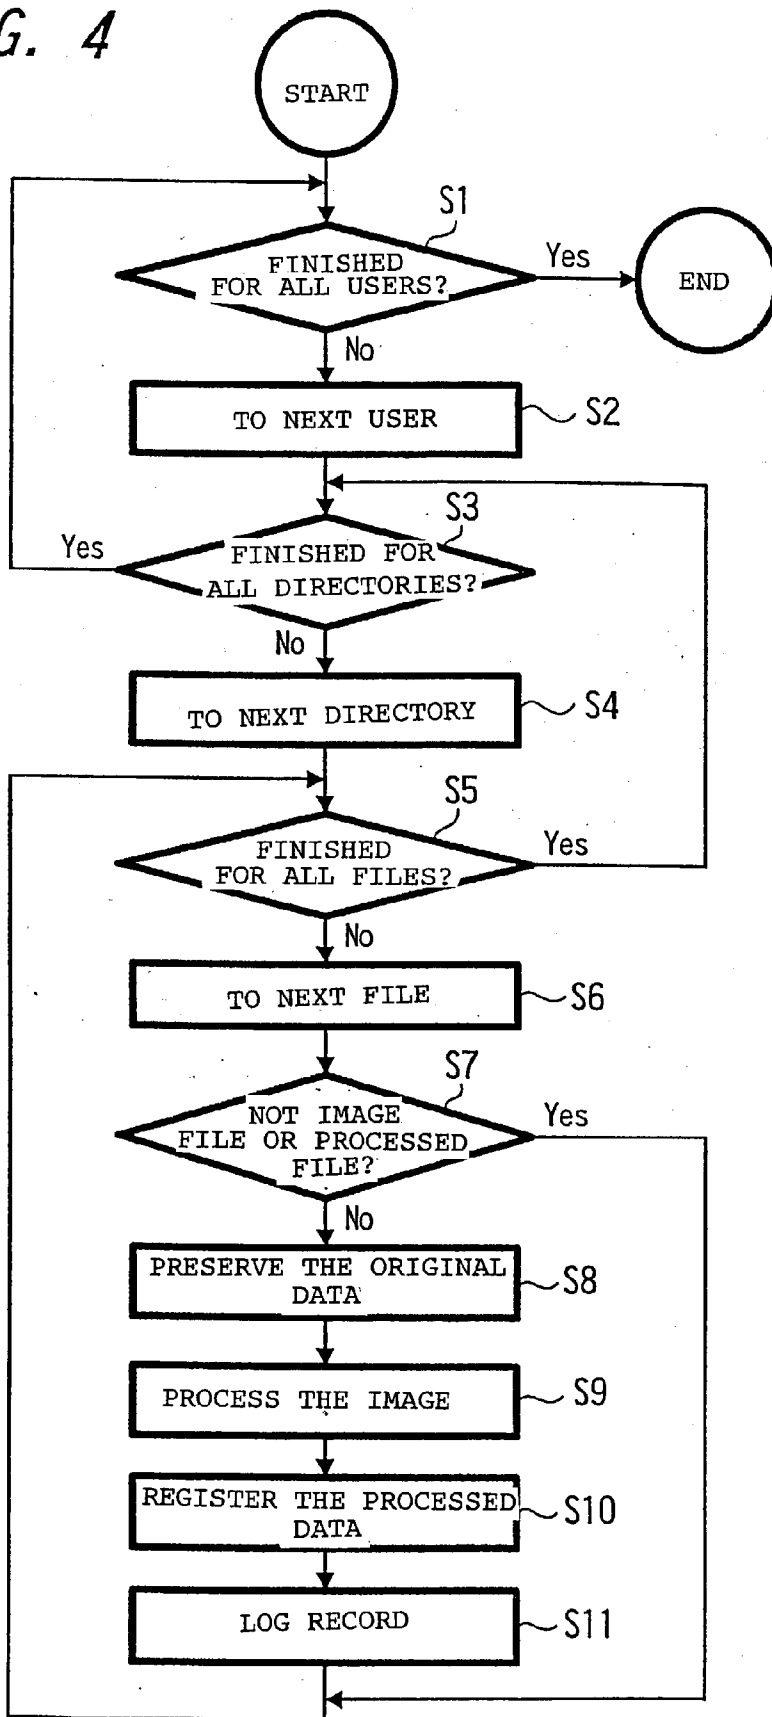 G. 4
START
S1
FINISHED
FOR ALL USERS?
Yes
END
No
TO NEXT USER
S2
S3
Yes
FINISHED FOR
ALL DIRECTORIES?
No
TO NEXT DIRECTORY
S4
S5
FINISHED
FOR ALL FILES?
Yes
No
TO NEXT FILE
S6
S7
NOT IMAGE
FILE OR PROCESSED
FILE?
Yes
No
PRESERVE THE ORIGINAL
DATA
S8
PROCESS THE IMAGE
S9
REGISTER THE PROCESSED
DATA
S10
LOG RECORD
S11